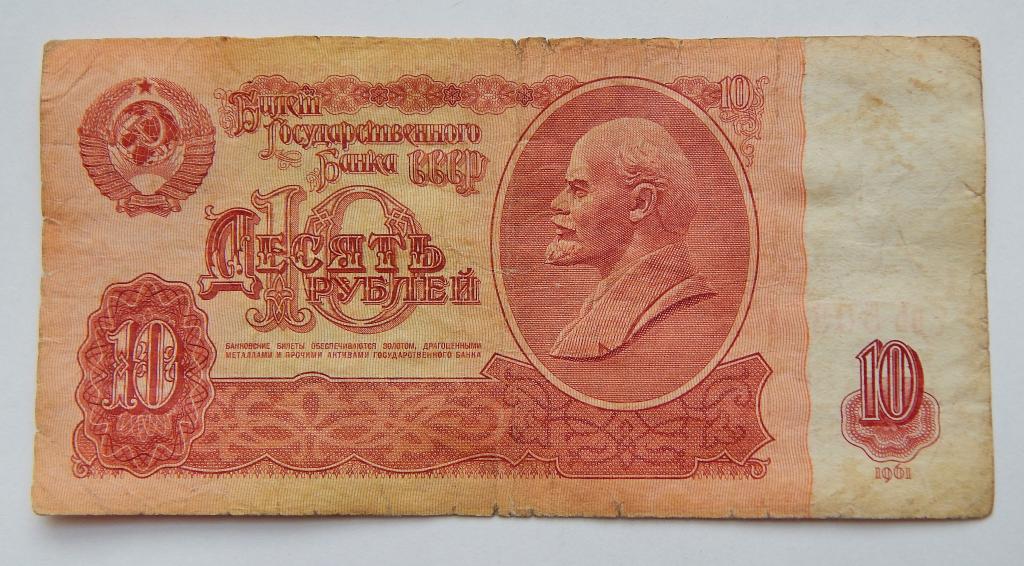 Билет
Государственного
Банка СССР
10
10
Десять
рублей
БАНКОВСКИЕ БИЛЕТЫ ОБЕСПЕЧИВАЮТСЯ ЗОЛОТОМ, ДРАГОЦЕННЫМИ
МЕТАЛЛАМИ И ПРОЧИМИ АКТИВАМИ ГОСУДАРСТВЕННОГО БАНКА
10
10
1961